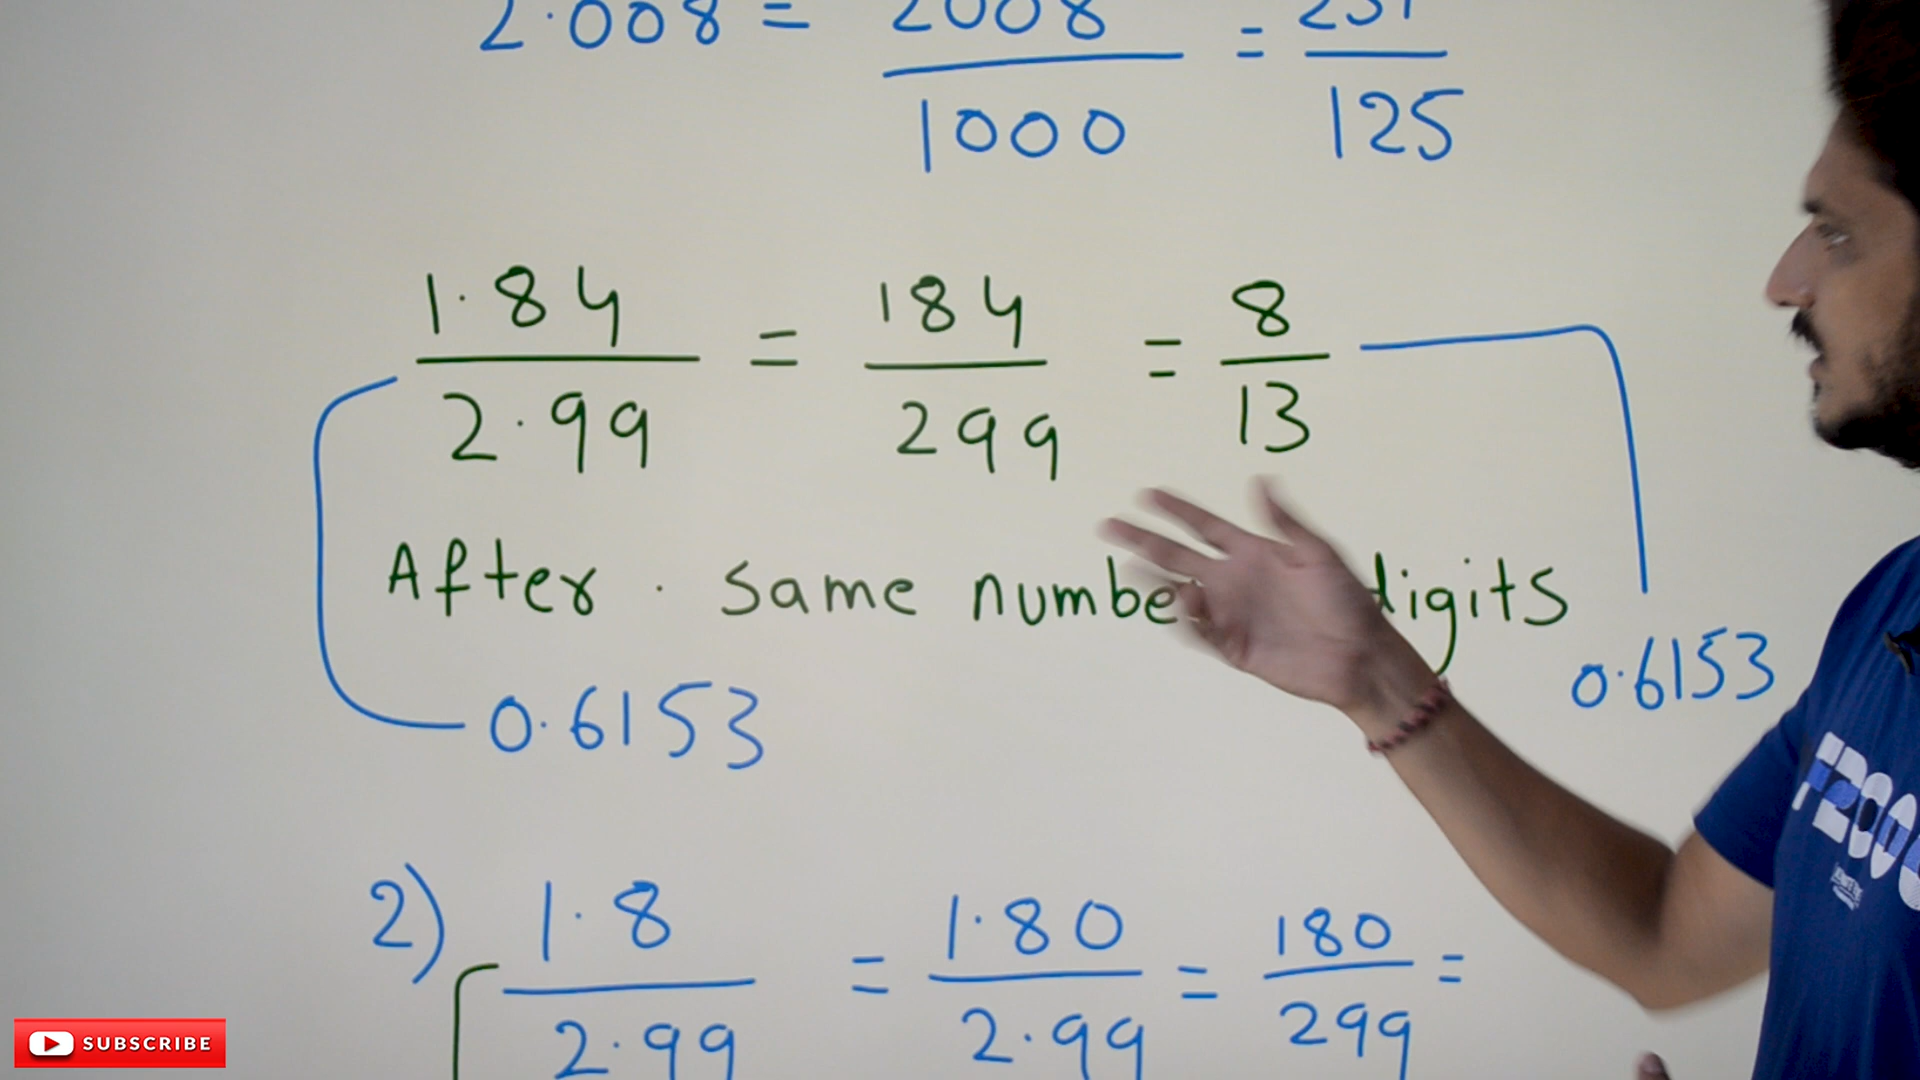 2.008 = 2008/1000 = 251/125
1.84/2.99 = 184/299 = 8/13
After . same numbe digits
0.6153
0.6153
2) 1.8/2.99 = 1.80/2.99 = 180/299 =
SUBSCRIBE